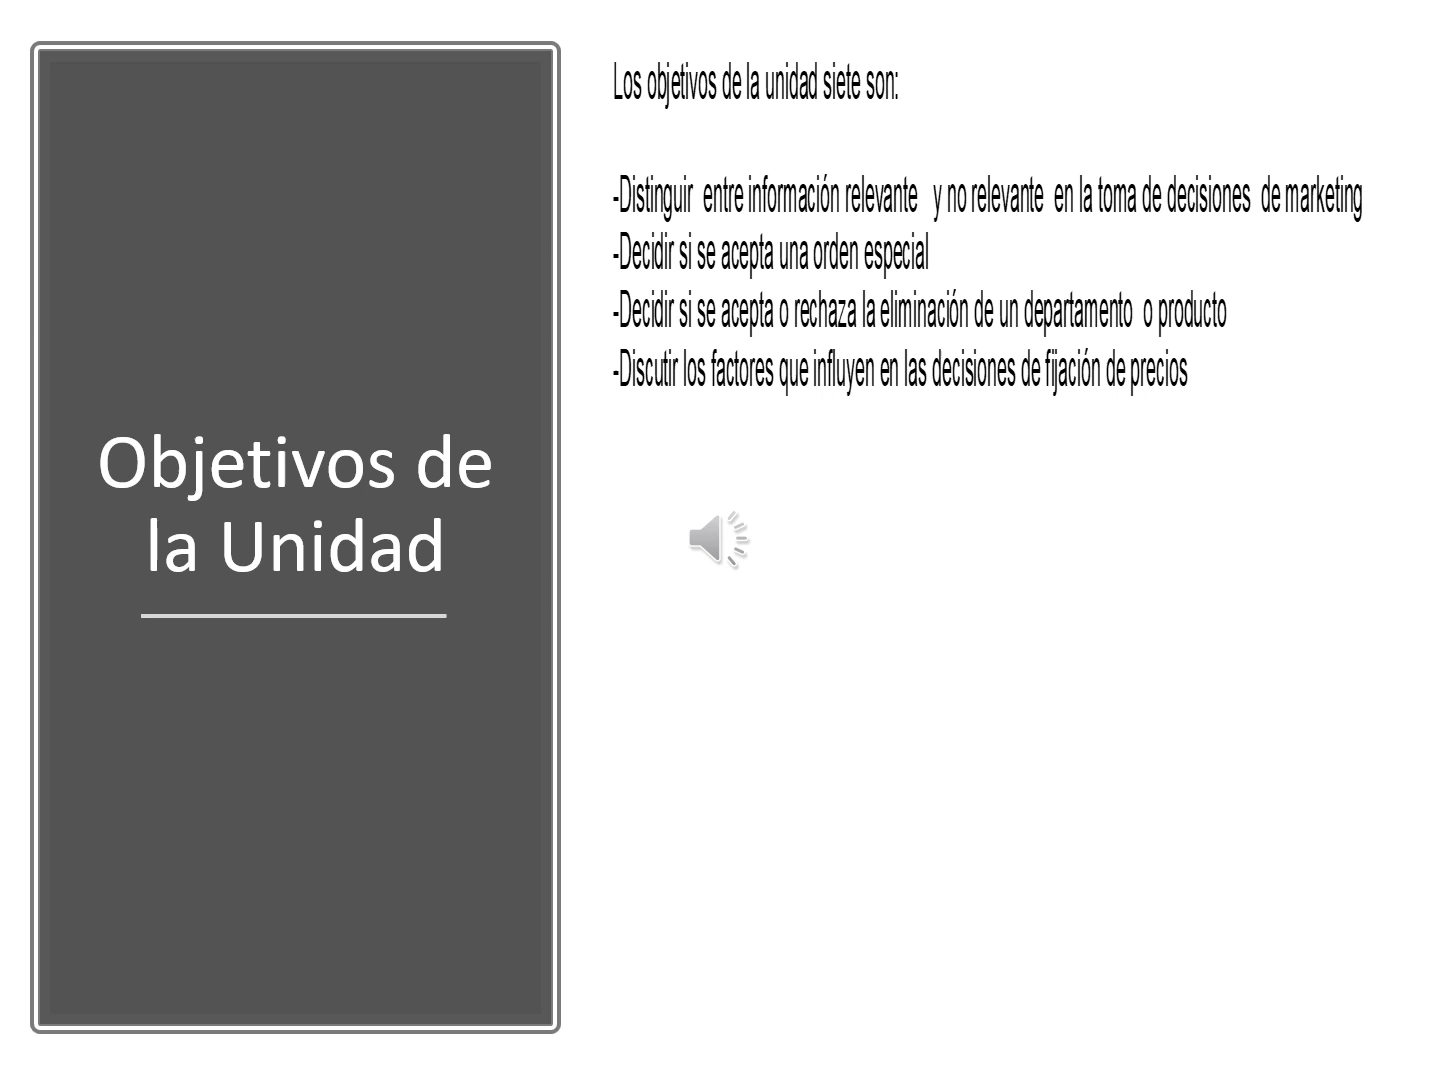 Objetivos de
la Unidad
Los objetivos de la unidad siete son:
-Distinguir entre información relevante y no relevante en la toma de decisiones de marketing
-Decidir si se acepta una orden especial
-Decidir si se acepta o rechaza la eliminación de un departamento o producto
-Discutir los factores que influyen en las decisiones de fijación de precios